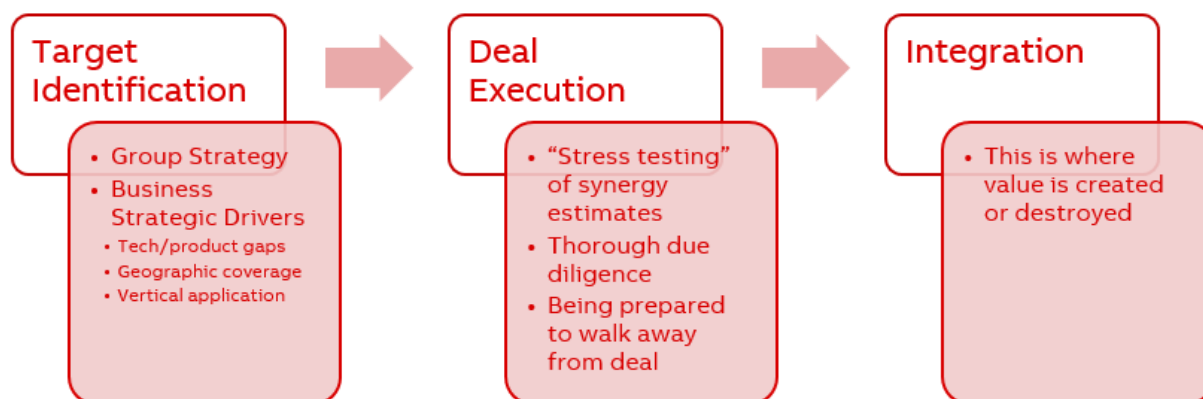 Target
Identification
• Group Strategy
• Business
Strategic Drivers
• Tech/product gaps
• Geographic coverage
• Vertical application
Deal
Execution
• “Stress testing”
of synergy
estimates
• Thorough due
diligence
• Being prepared
to walk away
from deal
Integration
• This is where
value is created
or destroyed